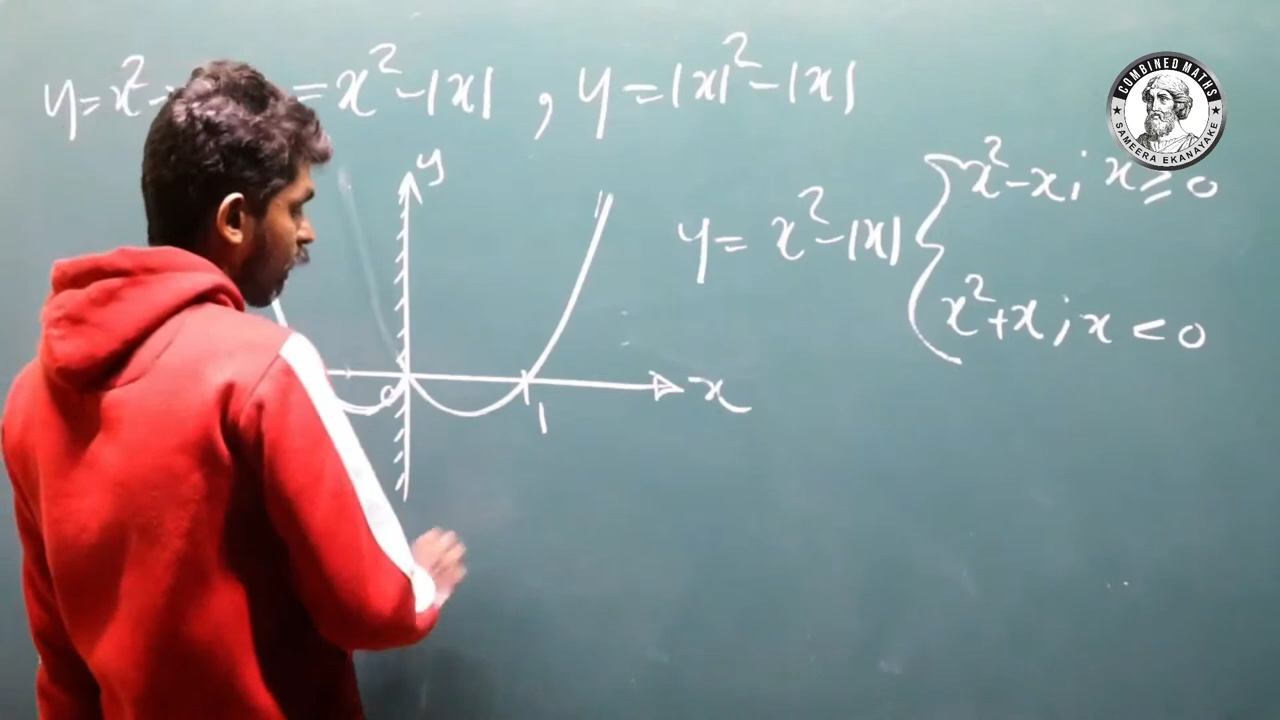 y=x² = x²-|x| , y=|x|²-|x|
COMBINED MATHS
★ SAMEERA EKANAYAKE ★
y
x²-x; x≥0
y= x²-|x|
x²+x; x<0
0
x
1